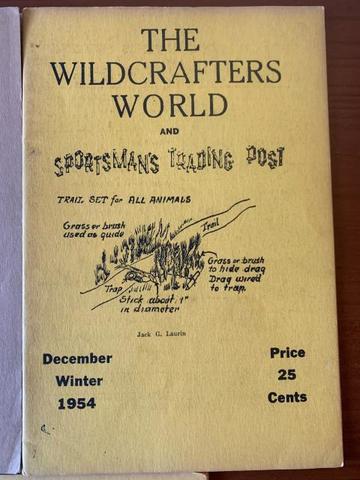 THE
WILDCRAFTERS
WORLD
AND
SPORTSMAN'S TRADING POST
TRAIL SET for ALL ANIMALS
Grass or brush
used as guide
Trail
Grass or brush
to hide drag
Drag wired
to trap.
Trap
Stick about 1"
in diameter
Jack G. Laurin
December
Winter
1954
Price
25
Cents